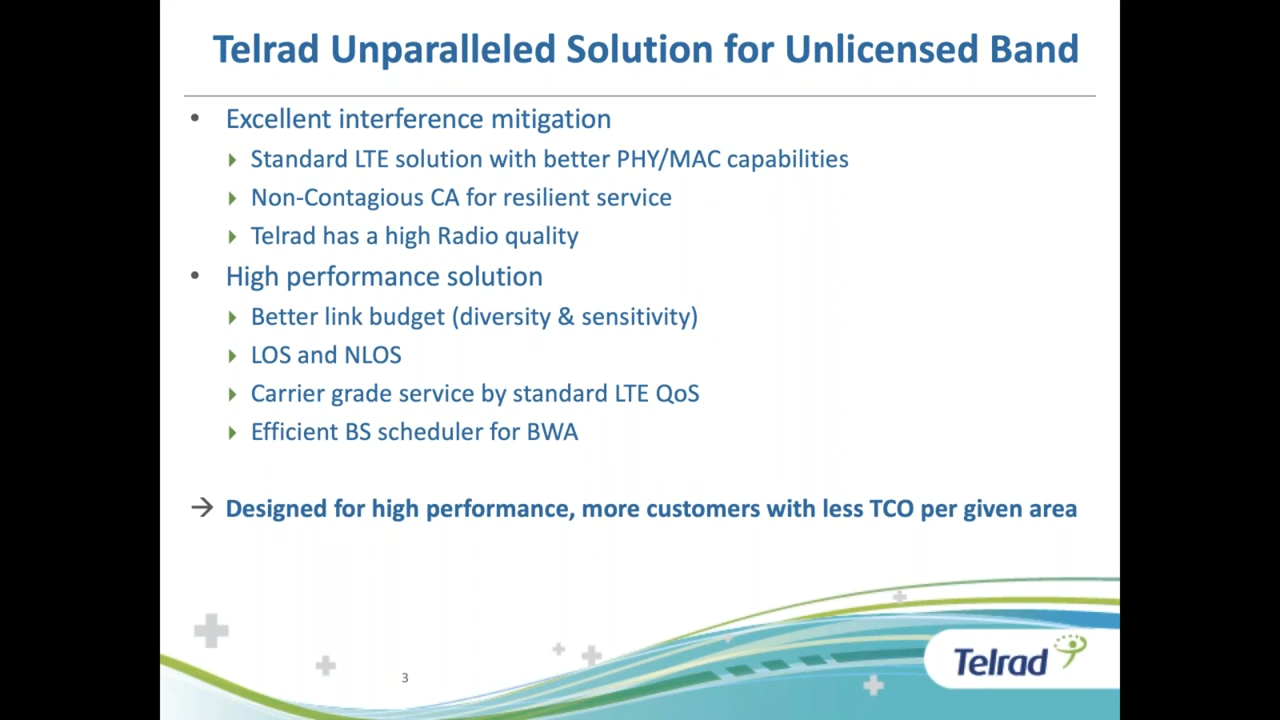 Telrad Unparalleled Solution for Unlicensed Band
• Excellent interference mitigation
Standard LTE solution with better PHY/MAC capabilities
Non-Contagious CA for resilient service
Telrad has a high Radio quality
• High performance solution
Better link budget (diversity & sensitivity)
LOS and NLOS
Carrier grade service by standard LTE QoS
Efficient BS scheduler for BWA
→ Designed for high performance, more customers with less TCO per given area
3
Telrad